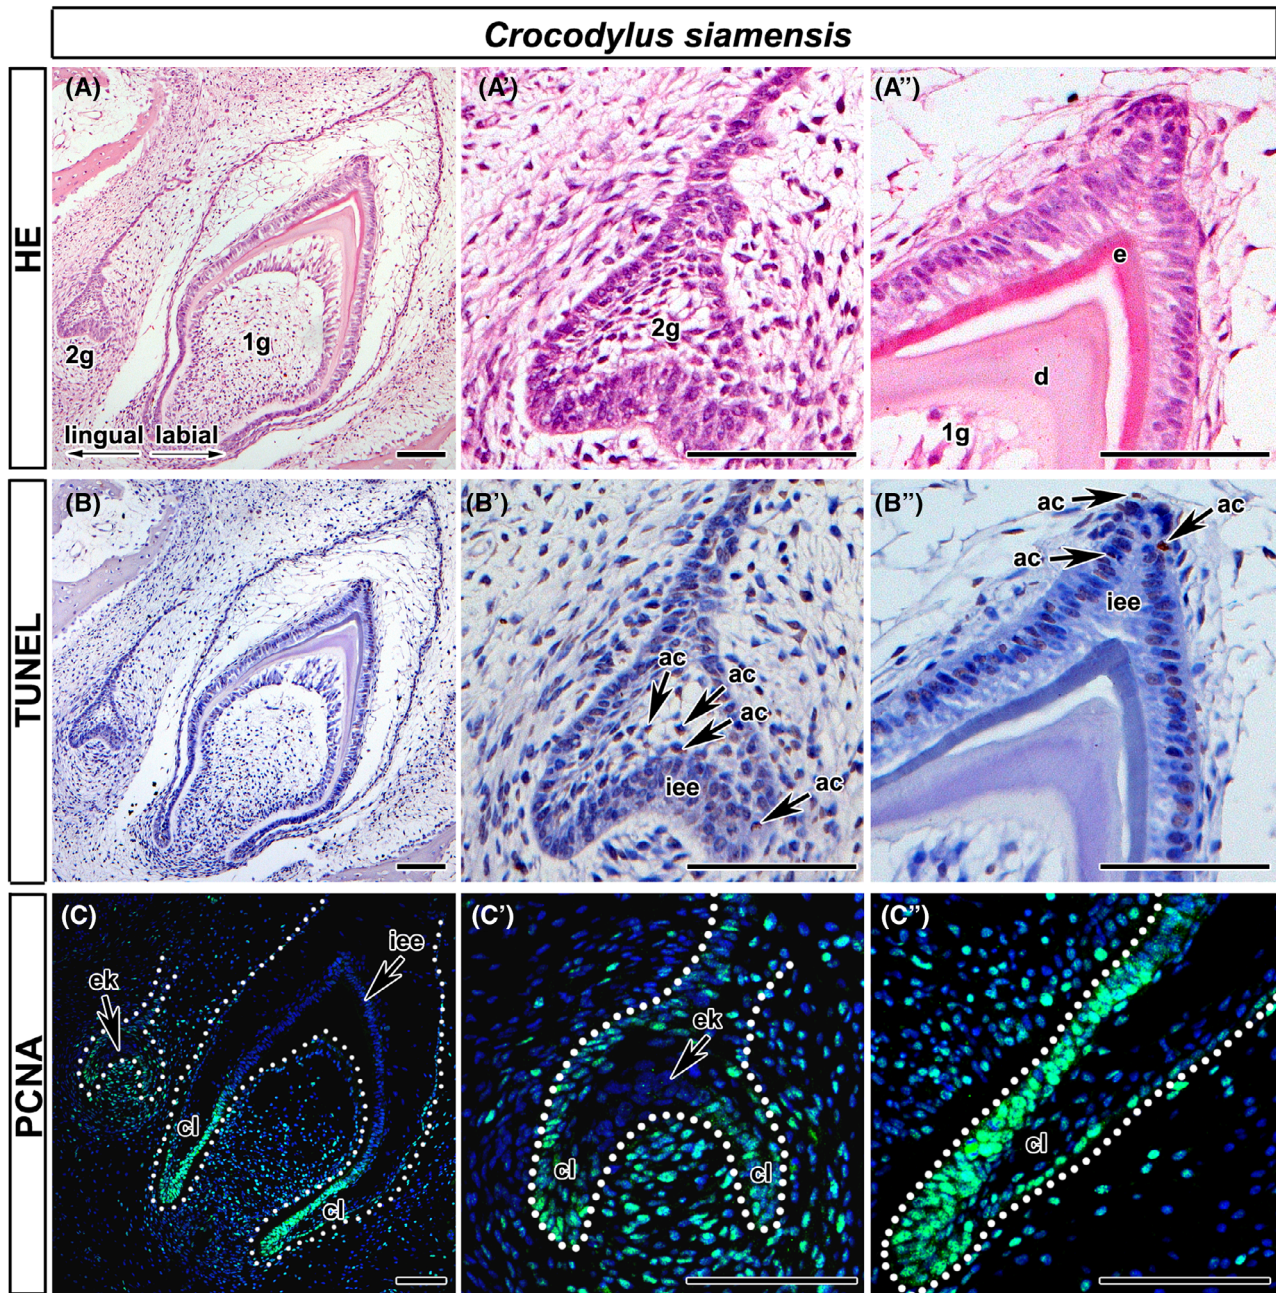 Crocodylus siamensis
HE
(A)
2g
1g
lingual labial
(A')
2g
(A")
e
d
1g
TUNEL
(B)
(B')
ac
ac
ac
iee
ac
(B")
ac
ac
ac
iee
PCNA
(C)
iee
ek
cl
cl
(C')
ek
cl
cl
(C")
cl